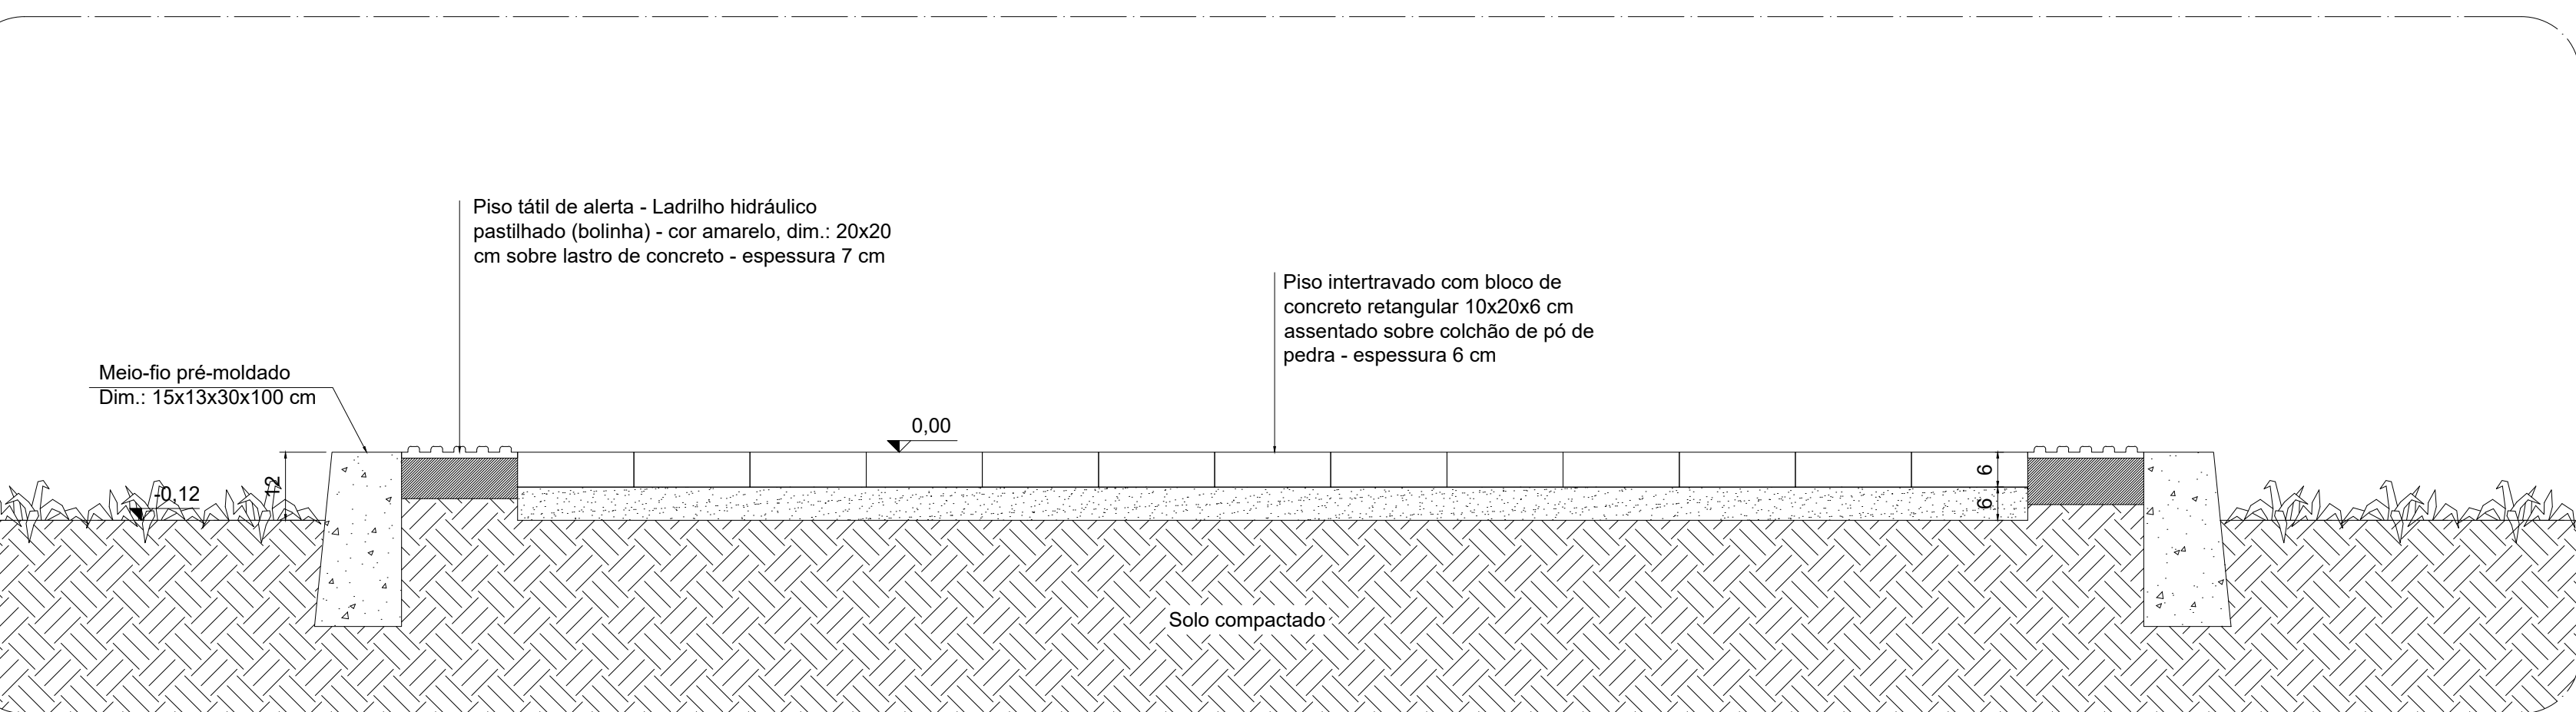 Piso tátil de alerta - Ladrilho hidráulico
pastilhado (bolinha) - cor amarelo, dim.: 20x20
cm sobre lastro de concreto - espessura 7 cm
Piso intertravado com bloco de
concreto retangular 10x20x6 cm
assentado sobre colchão de pó de
pedra - espessura 6 cm
Meio-fio pré-moldado
Dim.: 15x13x30x100 cm
0,00
-0,12
12
6
6
Solo compactado